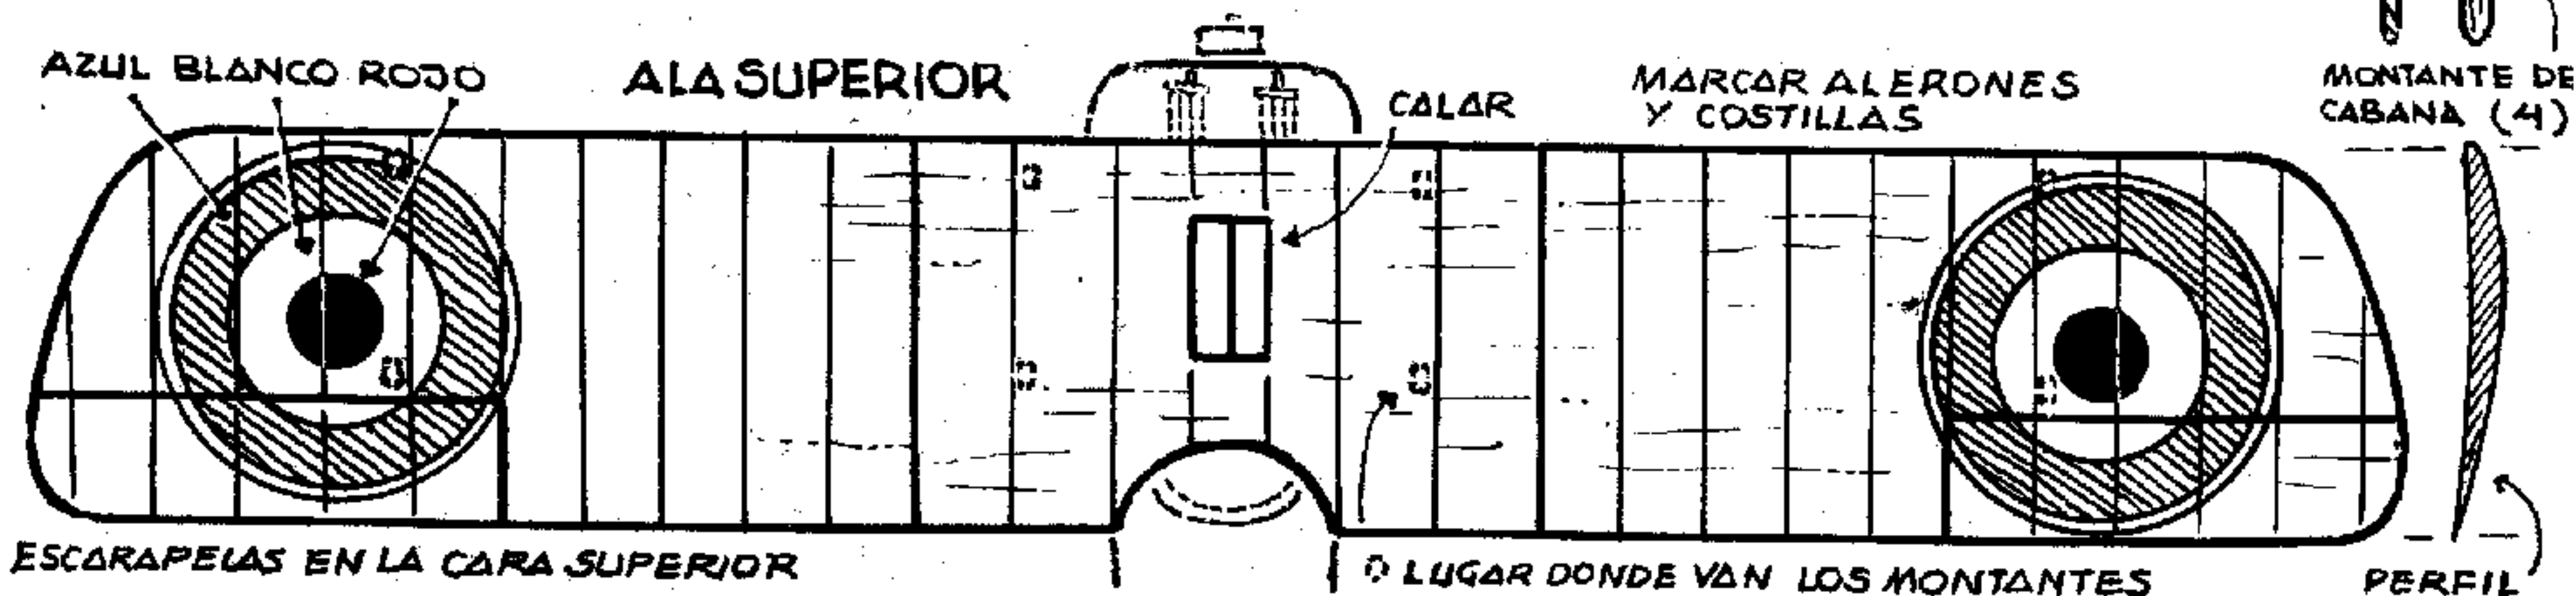 AZUL BLANCO ROJO
ALA SUPERIOR
CALAR
MARCAR ALERONES
Y COSTILLAS
MONTANTE DE
CABANA (4)
ESCARAPELAS EN LA CARA SUPERIOR
LUGAR DONDE VAN LOS MONTANTES
PERFIL